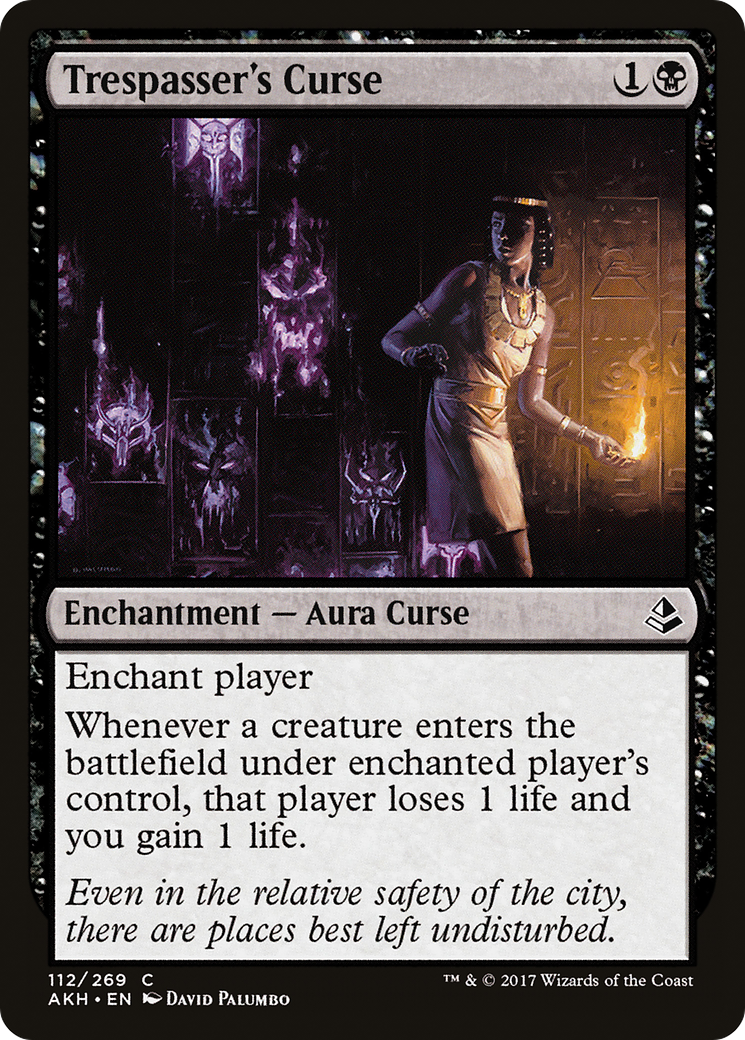 Trespasser's Curse 1
D. PALUMBO
Enchantment — Aura Curse
Enchant player
Whenever a creature enters the
battlefield under enchanted player's
control, that player loses 1 life and
you gain 1 life.
Even in the relative safety of the city,
there are places best left undisturbed.
112/269 C
™ & © 2017 Wizards of the Coast
AKH • EN David Palumbo